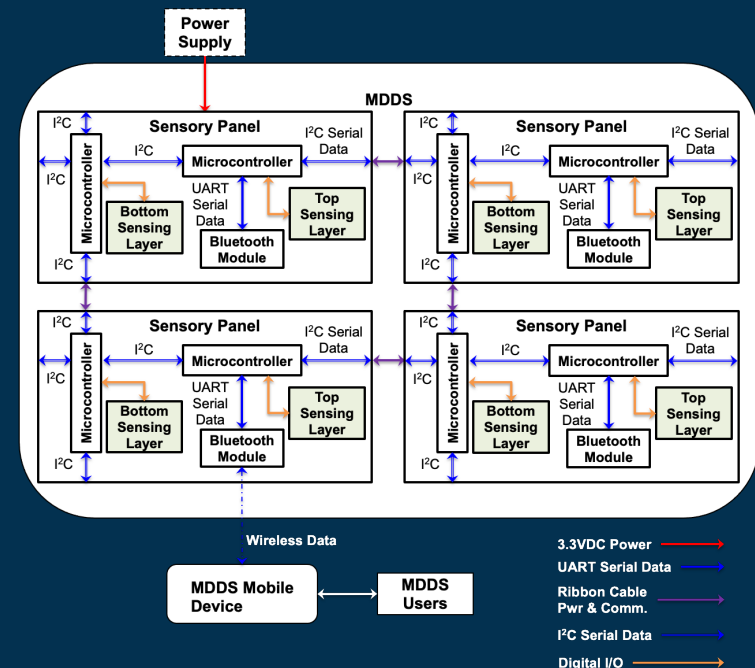 Power
Supply
MDDS
I²C
Sensory Panel
I²C Serial
Data
I²C
I²C
Microcontroller
Microcontroller
UART
Serial
Data
Bottom
Sensing
Layer
Top
Sensing
Layer
Bluetooth
Module
I²C
I²C
Sensory Panel
I²C Serial
Data
I²C
I²C
Microcontroller
Microcontroller
UART
Serial
Data
Bottom
Sensing
Layer
Top
Sensing
Layer
Bluetooth
Module
I²C
I²C
Sensory Panel
I²C Serial
Data
I²C
I²C
Microcontroller
Microcontroller
UART
Serial
Data
Bottom
Sensing
Layer
Top
Sensing
Layer
Bluetooth
Module
I²C
I²C
Sensory Panel
I²C Serial
Data
I²C
I²C
Microcontroller
Microcontroller
UART
Serial
Data
Bottom
Sensing
Layer
Top
Sensing
Layer
Bluetooth
Module
I²C
Wireless Data
MDDS Mobile
Device
MDDS
Users
3.3VDC Power
UART Serial Data
Ribbon Cable
Pwr & Comm.
I²C Serial Data
Digital I/O